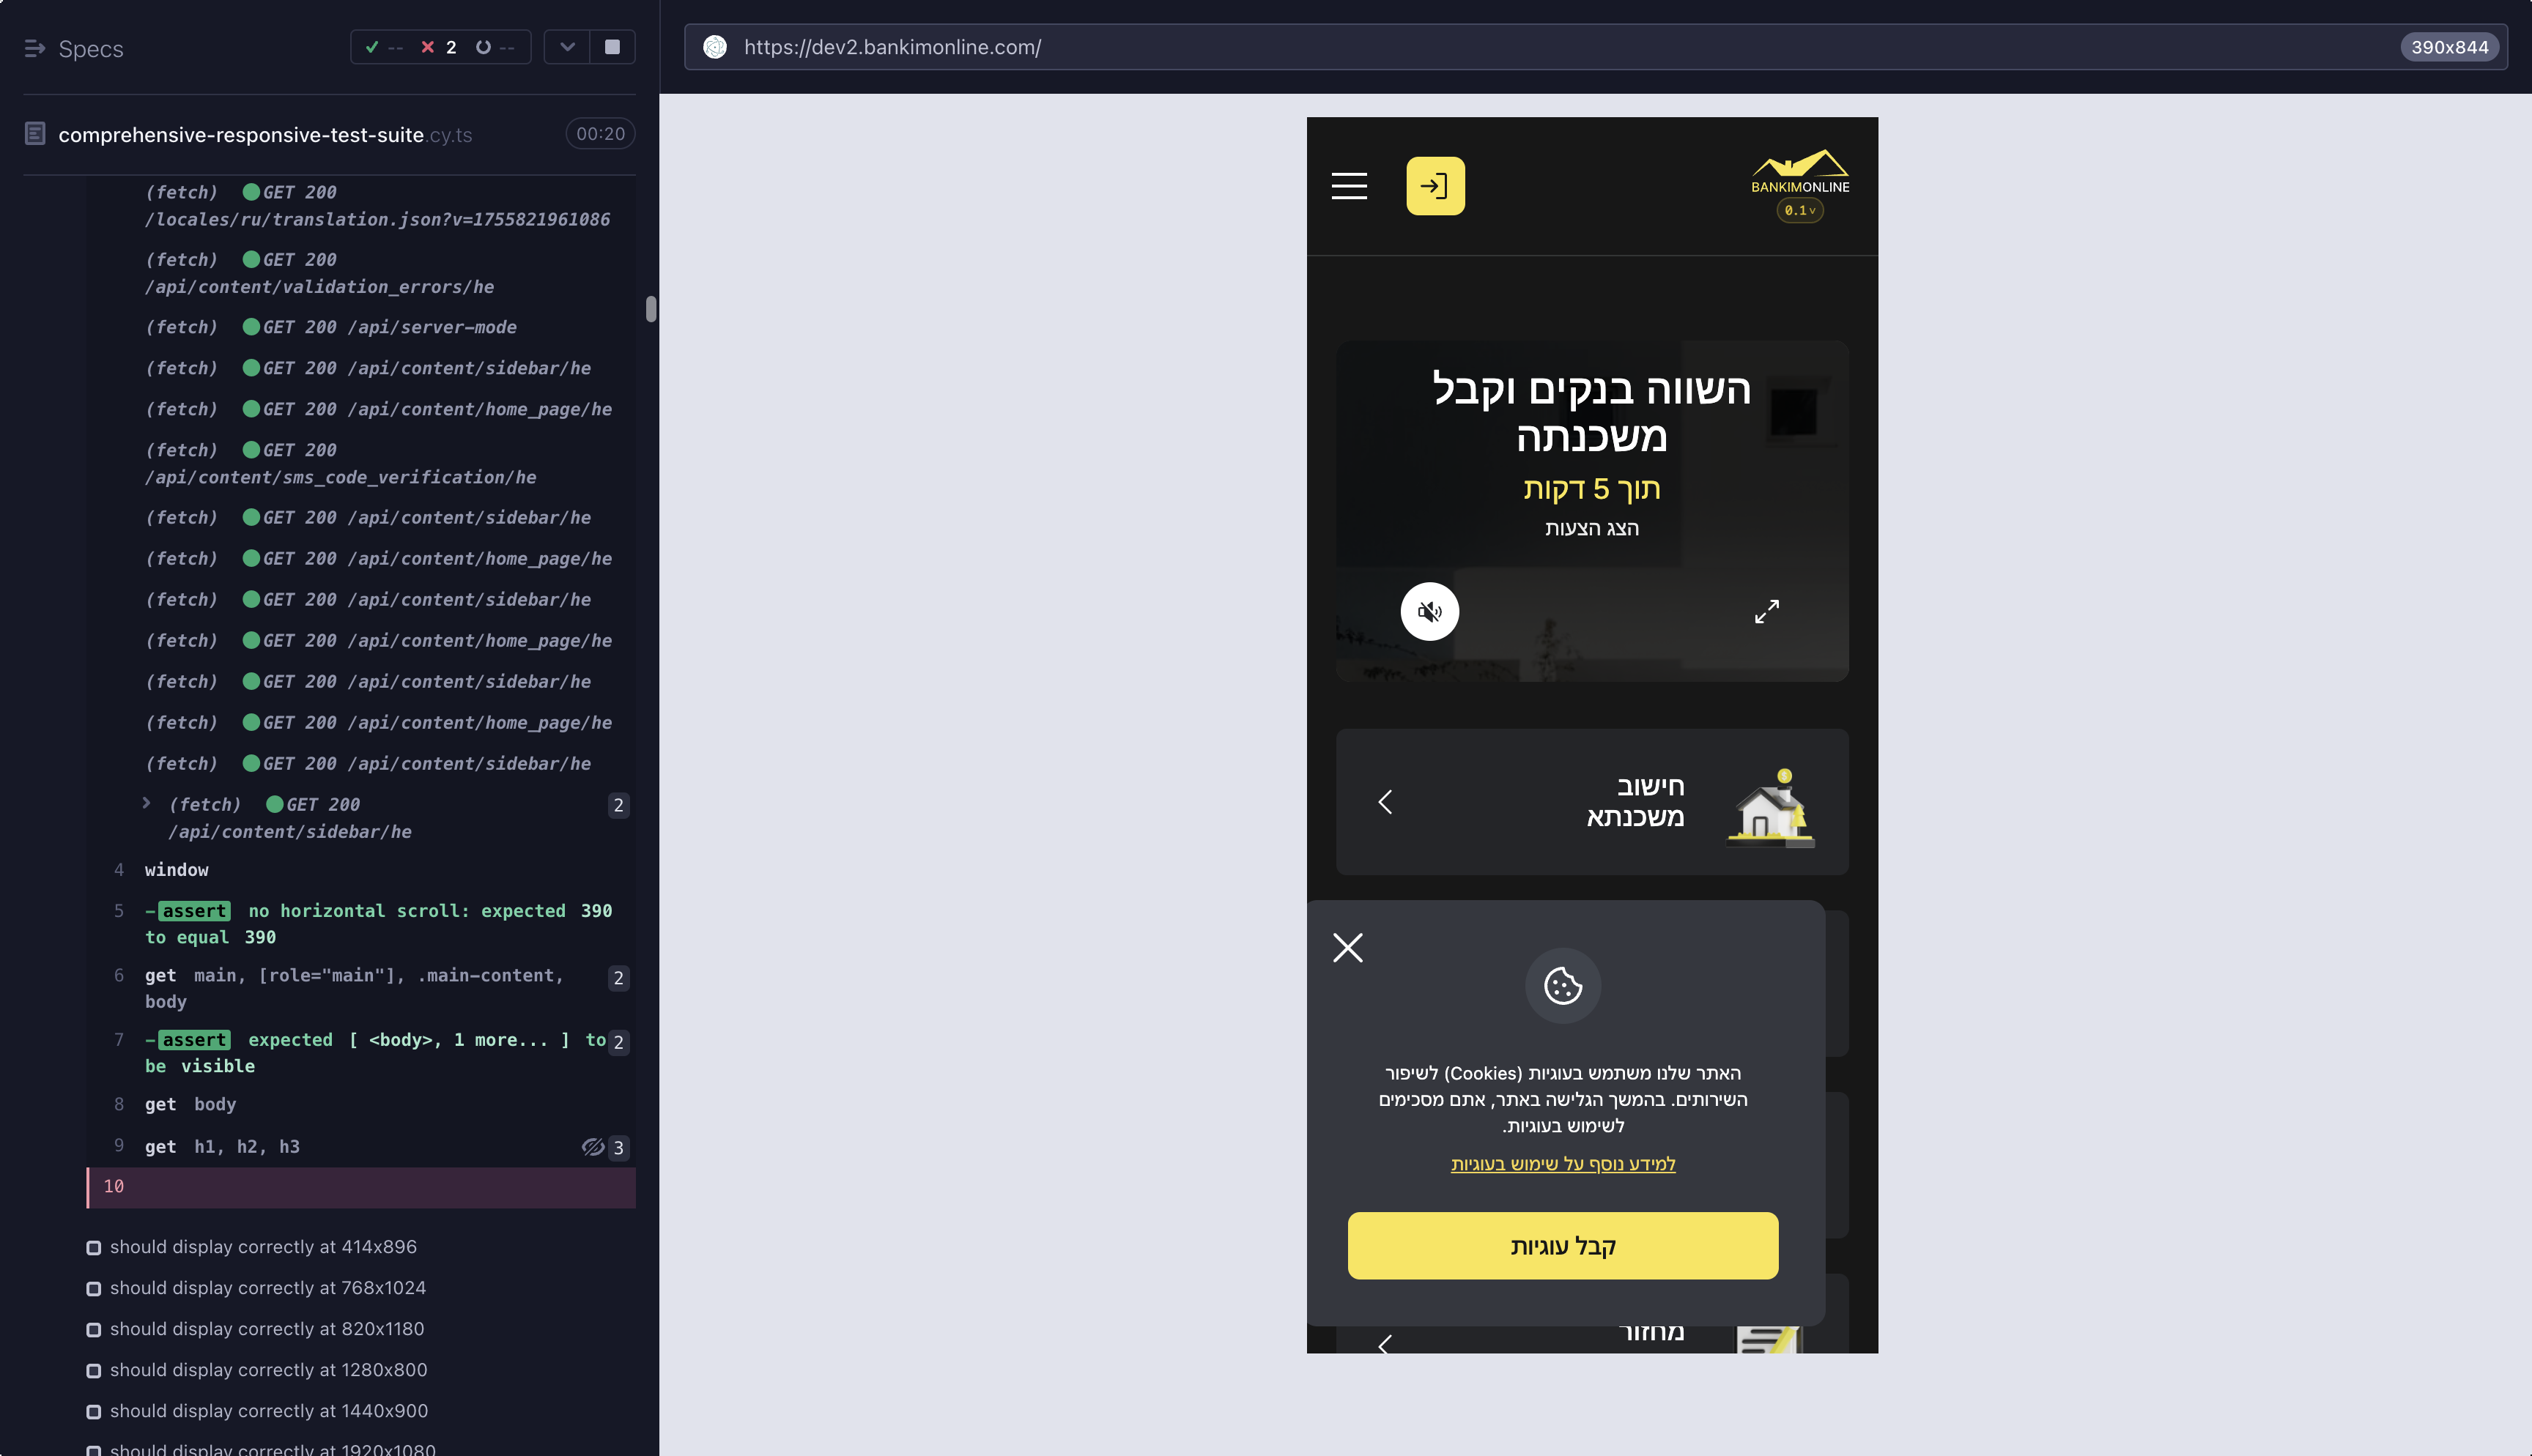 Specs
-- 2 --
comprehensive-responsive-test-suite.cy.ts 00:20
(fetch) GET 200
/locales/ru/translation.json?v=1755821961086
(fetch) GET 200
/api/content/validation_errors/he
(fetch) GET 200 /api/server-mode
(fetch) GET 200 /api/content/sidebar/he
(fetch) GET 200 /api/content/home_page/he
(fetch) GET 200
/api/content/sms_code_verification/he
(fetch) GET 200 /api/content/sidebar/he
(fetch) GET 200 /api/content/home_page/he
(fetch) GET 200 /api/content/sidebar/he
(fetch) GET 200 /api/content/home_page/he
(fetch) GET 200 /api/content/sidebar/he
(fetch) GET 200 /api/content/home_page/he
(fetch) GET 200 /api/content/sidebar/he
(fetch) GET 200 2
/api/content/sidebar/he
4 window
5 -assert no horizontal scroll: expected 390
to equal 390
6 get main, [role="main"], .main-content, 2
body
7 -assert expected [ <body>, 1 more... ] to 2
be visible
8 get body
9 get h1, h2, h3 3
10
should display correctly at 414x896
should display correctly at 768x1024
should display correctly at 820x1180
should display correctly at 1280x800
should display correctly at 1440x900
should display correctly at 1920x1080
https://dev2.bankimonline.com/ 390x844
BANKIMONLINE
0.1v
השווה בנקים וקבל
משכנתה
תוך 5 דקות
הצג הצעות
חישוב
משכנתא
האתר שלנו משתמש בעוגיות (Cookies) לשיפור
השירותים. בהמשך הגלישה באתר, אתם מסכימים
לשימוש בעוגיות.
למידע נוסף על שימוש בעוגיות
קבל עוגיות
מחזור